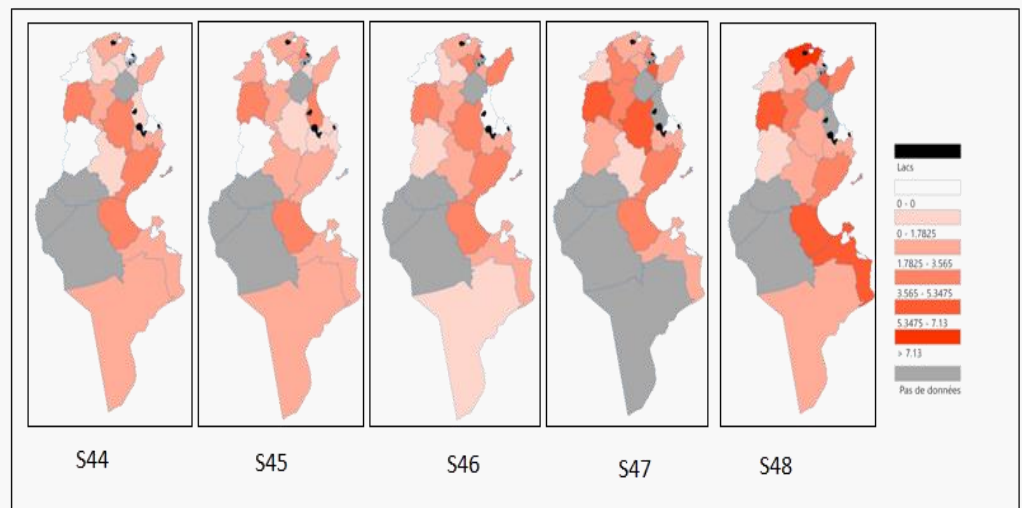 Lacs
0 - 0
0 - 1.7825
1.7825 - 3.565
3.565 - 5.3475
5.3475 - 7.13
> 7.13
Pas de données
S44
S45
S46
S47
S48